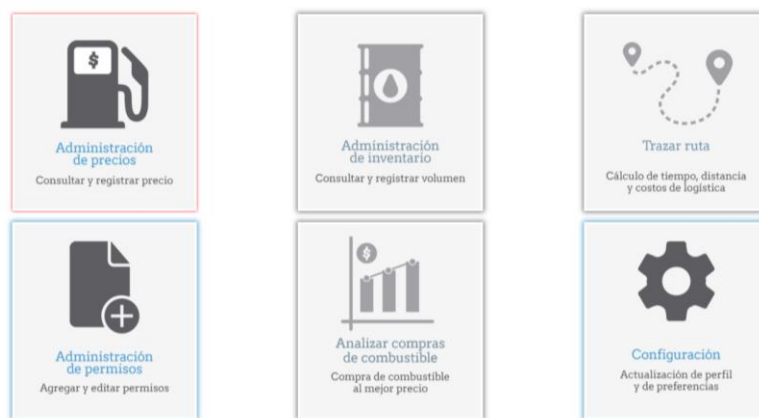 $
Administración
de precios
Consultar y registrar precio
Administración
de inventario
Consultar y registrar volumen
Trazar ruta
Cálculo de tiempo, distancia
y costos de logística
Administración
de permisos
Agregar y editar permisos
$
Analizar compras
de combustible
Compra de combustible
al mejor precio
Configuración
Actualización de perfil
y de preferencias